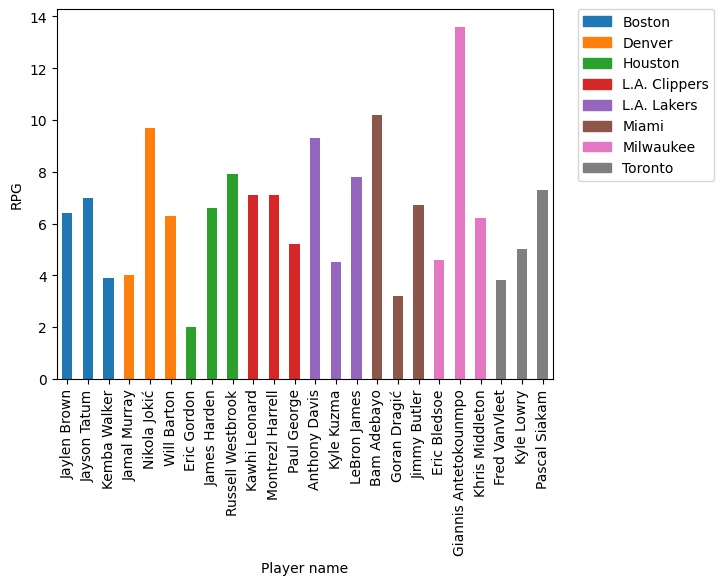 14
12
10
8
6
4
2
0
RPG
Jaylen Brown
Jayson Tatum
Kemba Walker
Jamal Murray
Nikola Jokić
Will Barton
Eric Gordon
James Harden
Russell Westbrook
Kawhi Leonard
Montrezl Harrell
Paul George
Anthony Davis
Kyle Kuzma
LeBron James
Bam Adebayo
Goran Dragić
Jimmy Butler
Eric Bledsoe
Giannis Antetokounmpo
Khris Middleton
Fred VanVleet
Kyle Lowry
Pascal Siakam
Player name
Boston
Denver
Houston
L.A. Clippers
L.A. Lakers
Miami
Milwaukee
Toronto